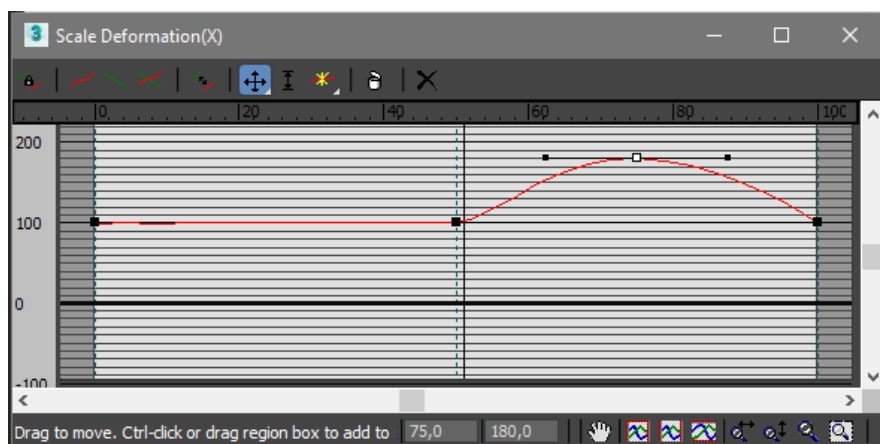 3 Scale Deformation(X)
0 20 40 60 80 100
200
100
0
-100
Drag to move. Ctrl-click or drag region box to add to 75,0 180,0